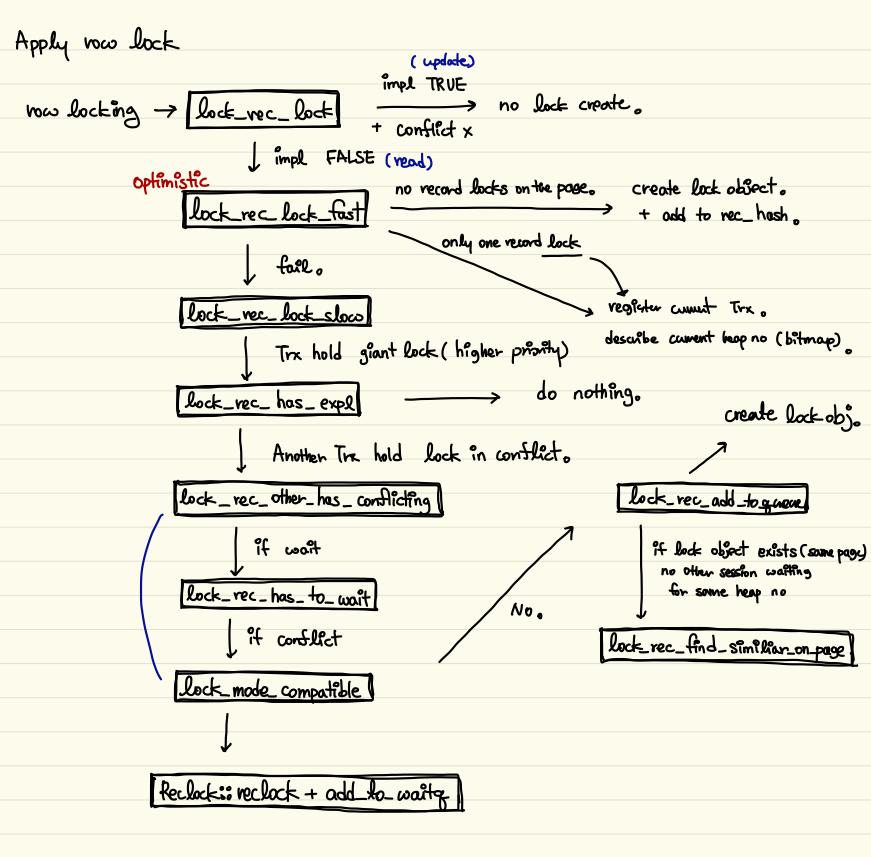 Apply row lock
(update)
impl TRUE
row locking → lock_rec_lock
no lock create.
+ conflict x
impl FALSE (read)
optimistic
lock_rec_lock_fast
no record locks on the page.
create lock object.
+ add to rec_hash.
only one record lock
fail.
register current Trx.
describe current heap no (bitmap).
lock_rec_lock_slow
Trx hold giant lock (higher priority)
lock_rec_has_expl
do nothing.
create lock obj.
Another Trx hold lock in conflict.
lock_rec_other_has_conflicting
lock_rec_add_to_queue
if wait
if lock object exists (same page)
no other session waiting
for same heap no
lock_rec_has_to_wait
No.
if conflict
lock_rec_find_similiar_on_page
lock_mode_compatible
Reclock::reclock + add_to_waitq